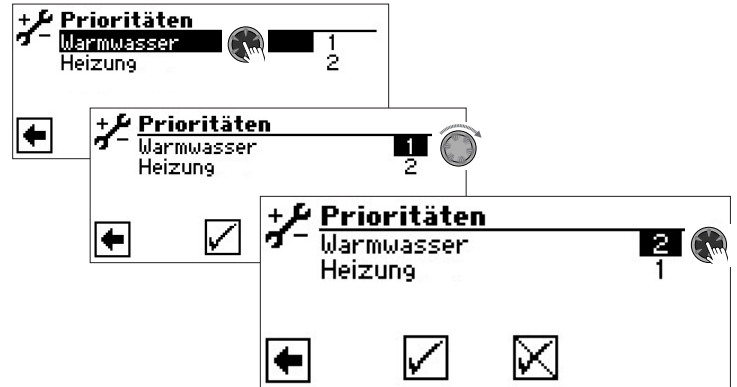 Prioritäten
Warmwasser 1
Heizung 2
Prioritäten
Warmwasser 1
Heizung 2
Prioritäten
Warmwasser 2
Heizung 1